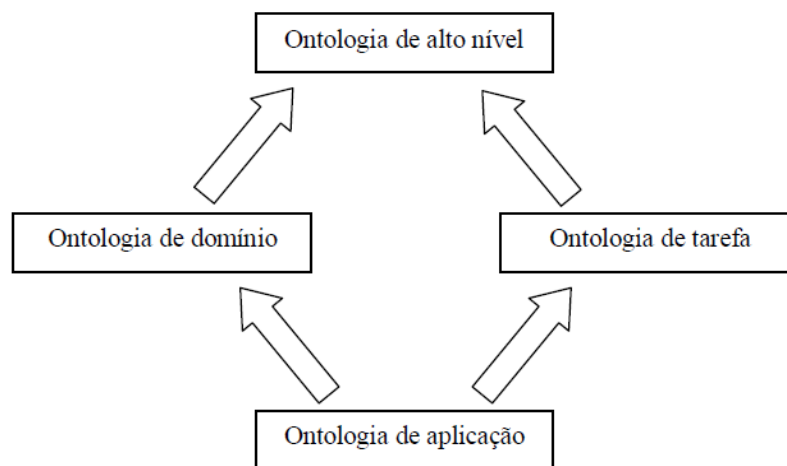 Ontologia de alto nível
Ontologia de domínio
Ontologia de tarefa
Ontologia de aplicação